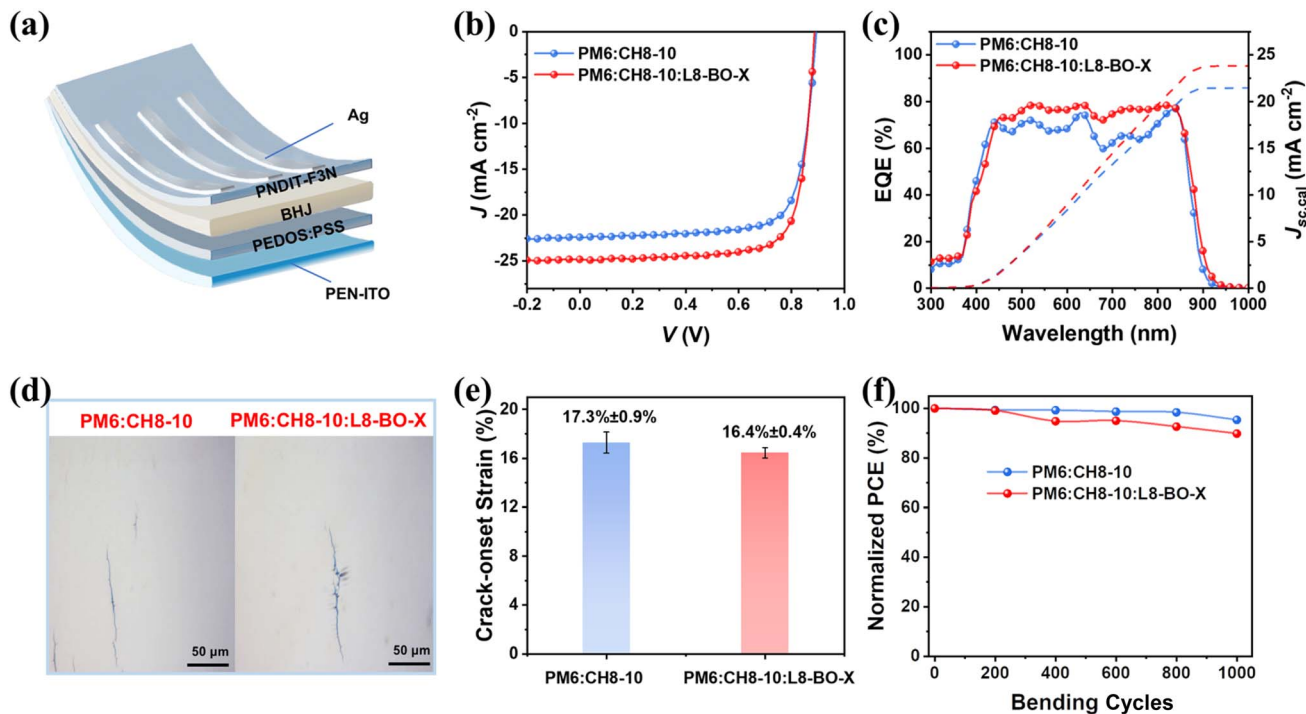 (a)
Ag
PNDIT-F3N
BHJ
PEDOS:PSS
PEN-ITO
(b)
PM6:CH8-10
PM6:CH8-10:L8-BO-X
J (mA cm⁻²)
0
-5
-10
-15
-20
-25
-0.2 0.0 0.2 0.4 0.6 0.8 1.0
V (V)
(c)
PM6:CH8-10
PM6:CH8-10:L8-BO-X
EQE (%)
100
80
60
40
20
0
25
20
15
10
5
0
Jsc,cal (mA cm⁻²)
300 400 500 600 700 800 900 1000
Wavelength (nm)
(d)
PM6:CH8-10 PM6:CH8-10:L8-BO-X
50 μm 50 μm
(e)
Crack-onset Strain (%)
20
16
12
8
4
0
17.3%±0.9%
16.4%±0.4%
PM6:CH8-10 PM6:CH8-10:L8-BO-X
(f)
Normalized PCE (%)
100
80
60
40
20
0
PM6:CH8-10
PM6:CH8-10:L8-BO-X
0 200 400 600 800 1000
Bending Cycles